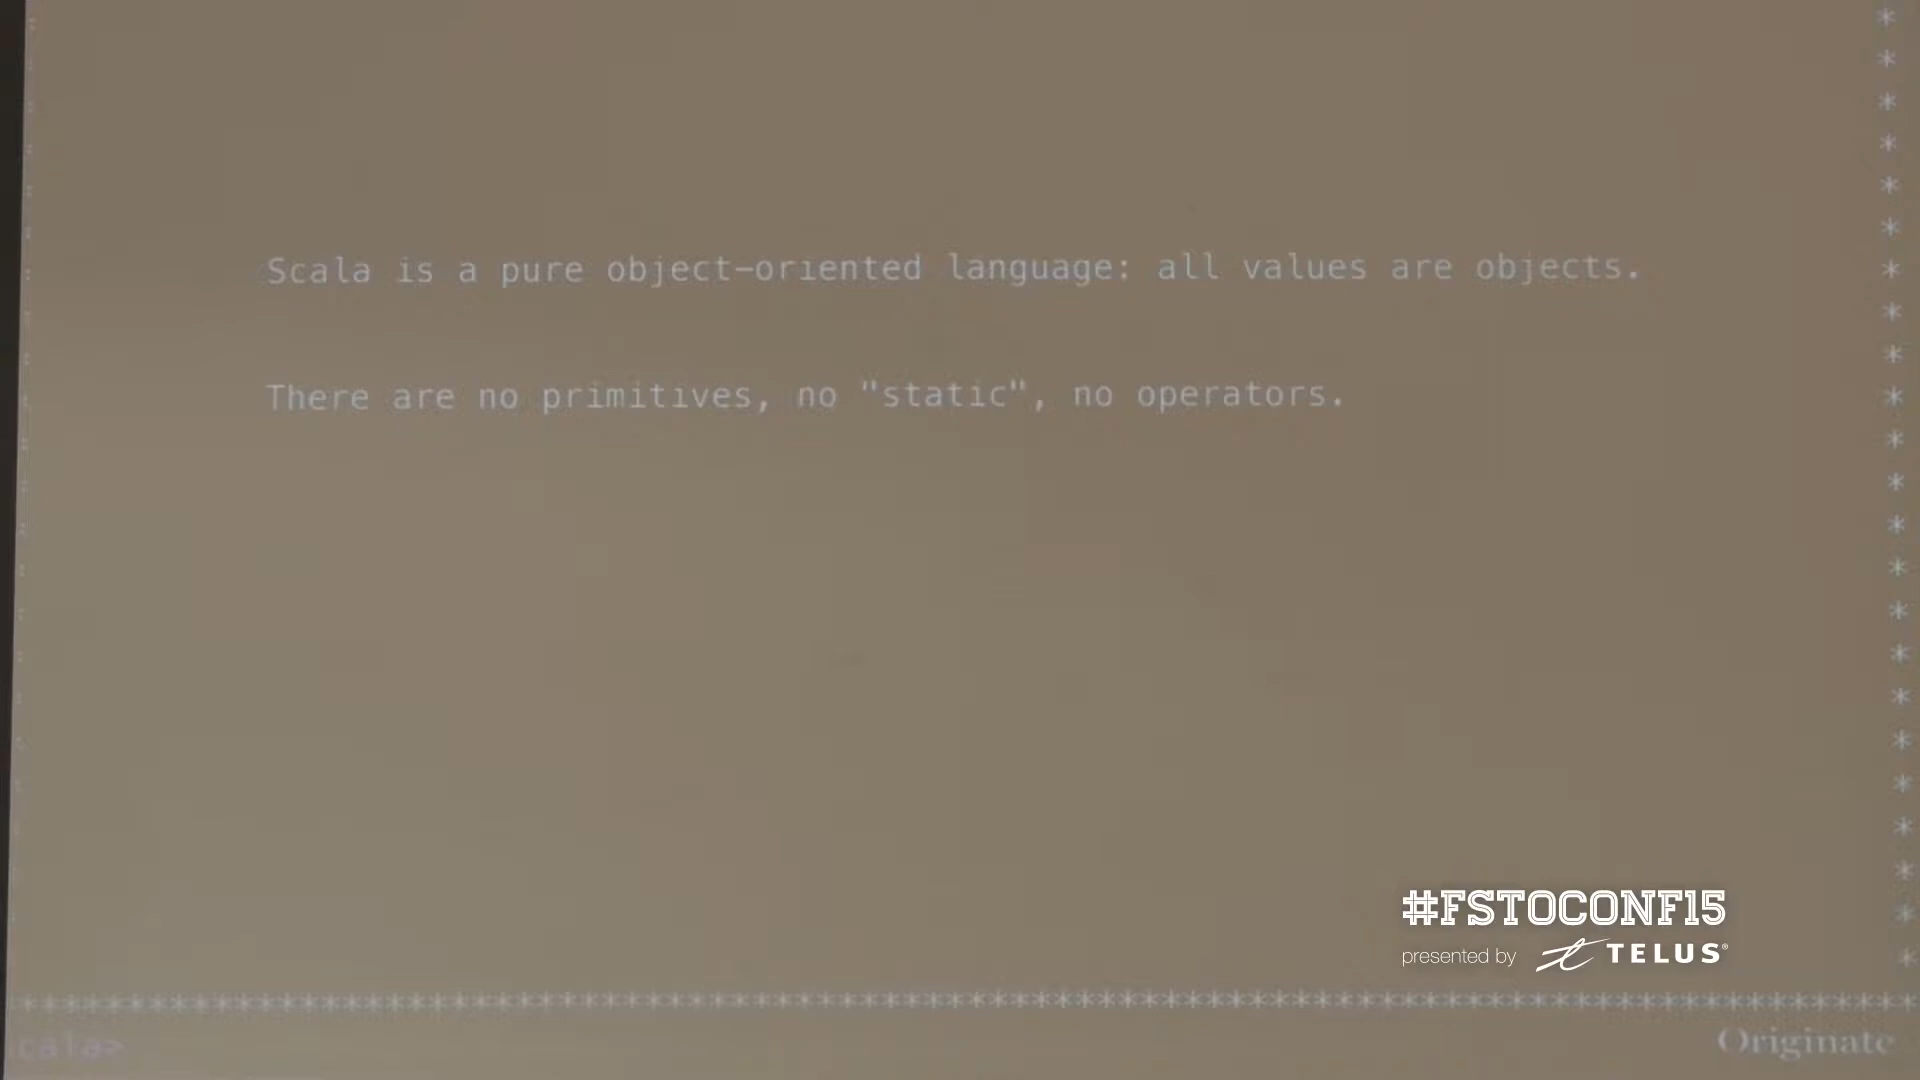 Scala is a pure object-oriented language: all values are objects.
There are no primitives, no "static", no operators.
#FSTOCONF15
presented by TELUS®
scala>
Originate